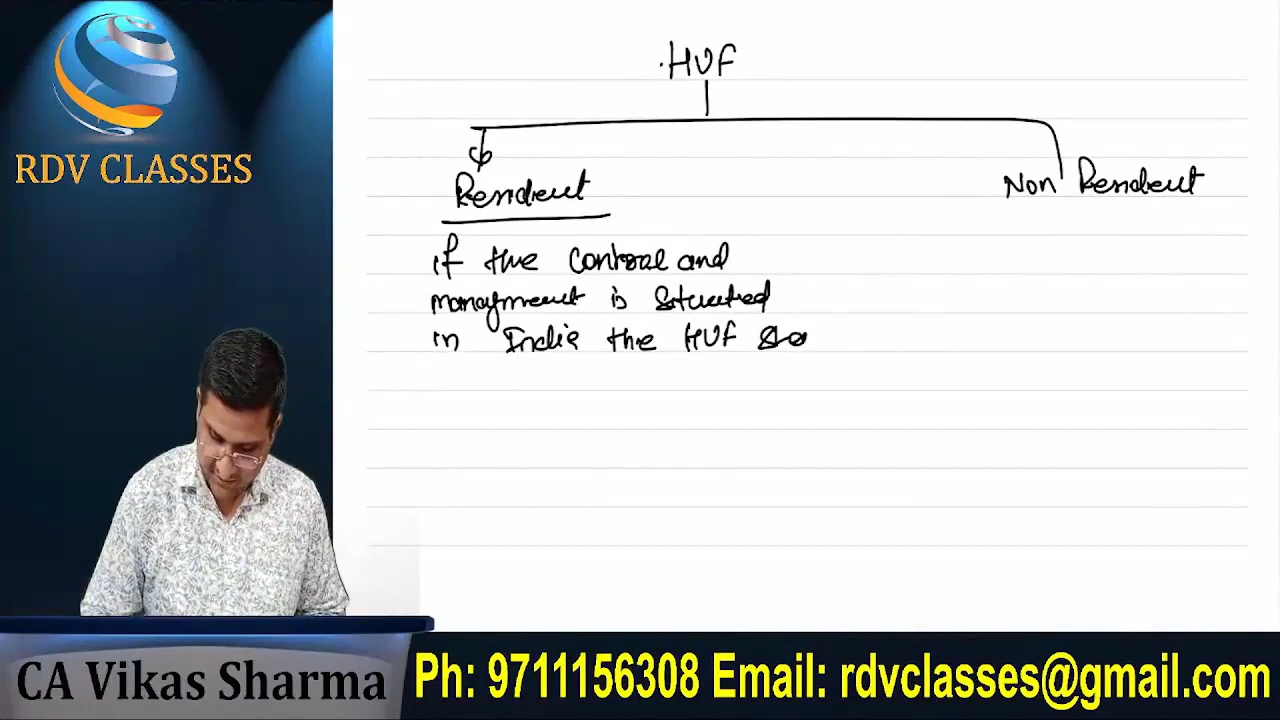 RDV CLASSES
HUF
Resident
Non Resident
if the control and
management is situated
in India the HUF
CA Vikas Sharma
Ph: 9711156308 Email: rdvclasses@gmail.com